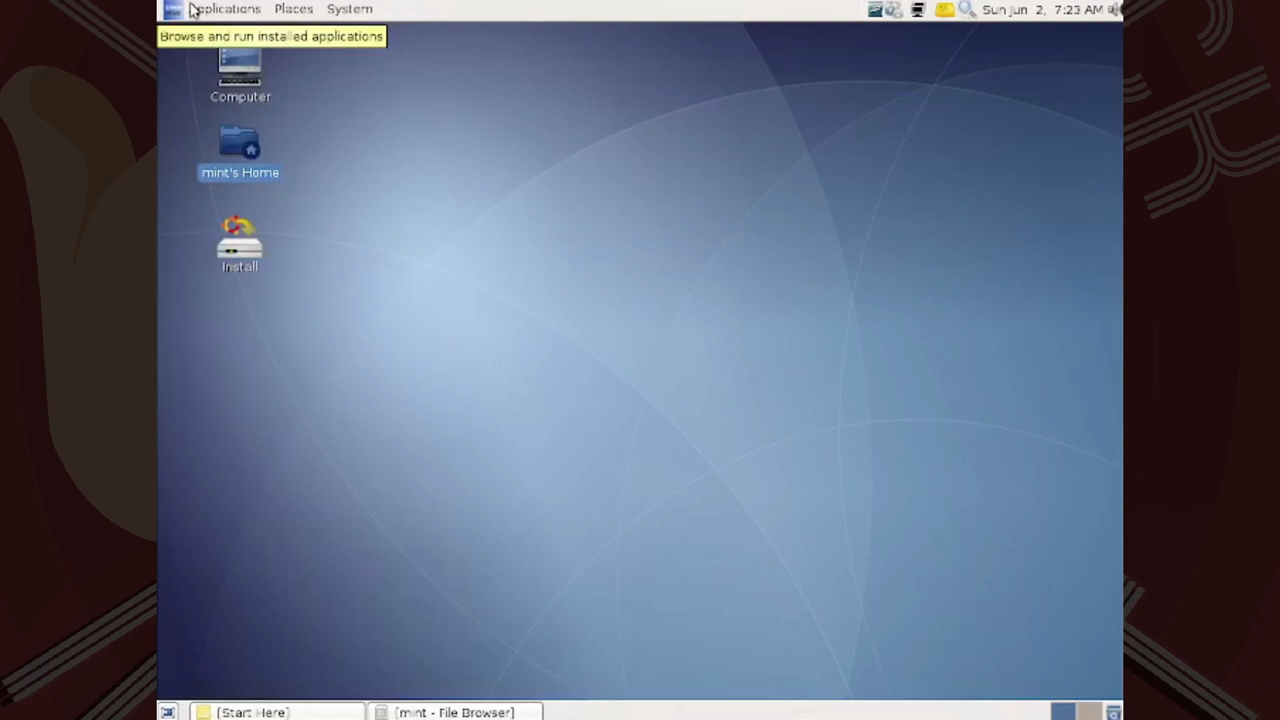 Applications Places System Sun Jun 2, 7:23 AM
Browse and run installed applications
Computer
mint's Home
Install
[Start Here] [mint - File Browser]